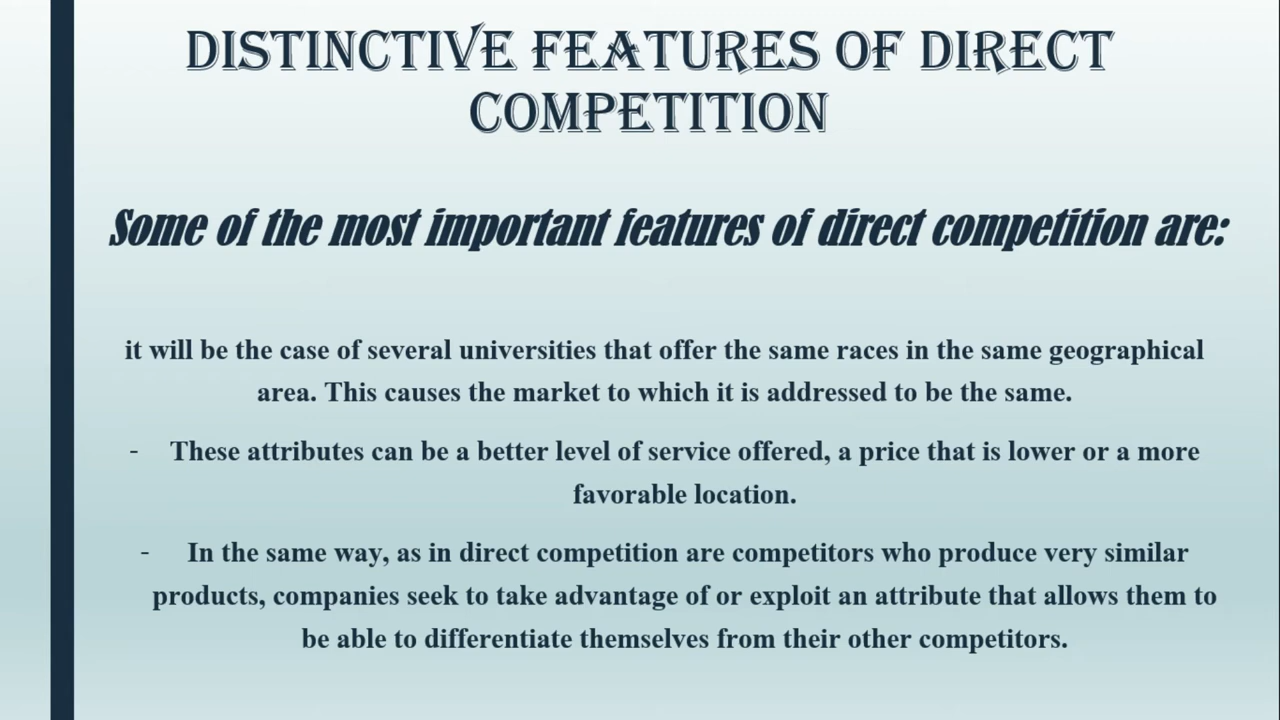 DISTINCTIVE FEATURES OF DIRECT
COMPETITION
Some of the most important features of direct competition are:
it will be the case of several universities that offer the same races in the same geographical
area. This causes the market to which it is addressed to be the same.
- These attributes can be a better level of service offered, a price that is lower or a more
favorable location.
- In the same way, as in direct competition are competitors who produce very similar
products, companies seek to take advantage of or exploit an attribute that allows them to
be able to differentiate themselves from their other competitors.